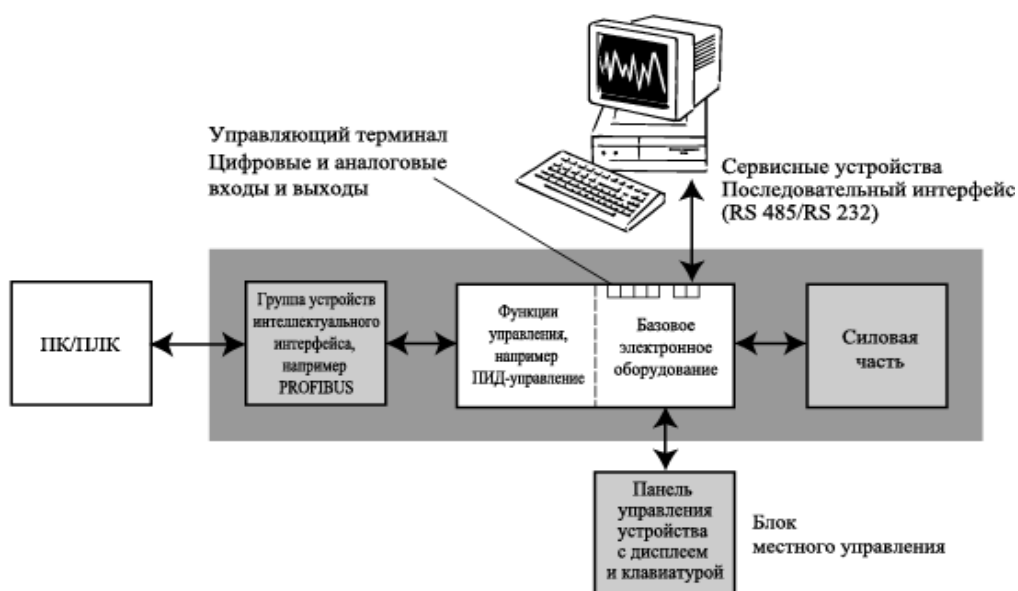 Управляющий терминал
Цифровые и аналоговые
входы и выходы
Сервисные устройства
Последовательный интерфейс
(RS 485/RS 232)
ПК/ПЛК
Группа устройств
интеллектуального
интерфейса,
например
PROFIBUS
Функции
управления,
например
ПИД-управление
Базовое
электронное
оборудование
Силовая
часть
Панель
управления
устройства
с дисплеем
и клавиатурой
Блок
местного управления